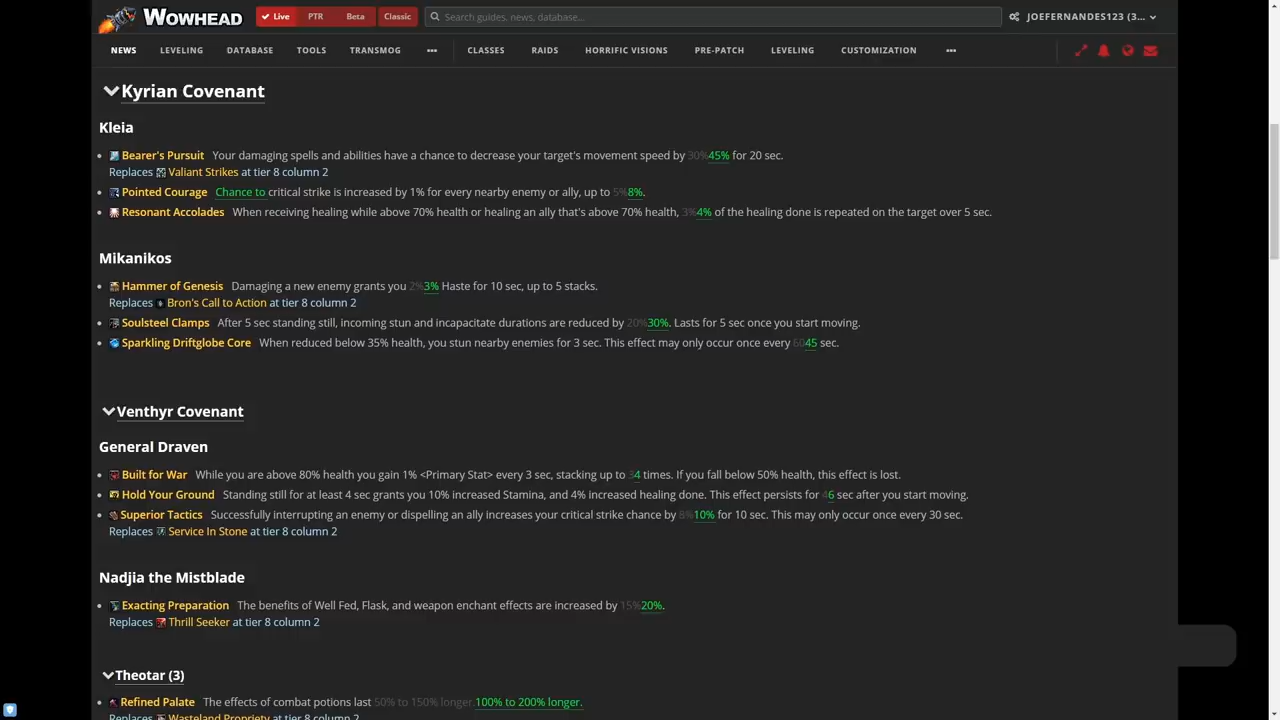 WOWHEAD
Live PTR Beta Classic
Search guides, news, database...
JOEFERNANDES123 (3...
NEWS LEVELING DATABASE TOOLS TRANSMOG ••• CLASSES RAIDS HORRIFIC VISIONS PRE-PATCH LEVELING CUSTOMIZATION •••
Kyrian Covenant
Kleia
• Bearer's Pursuit Your damaging spells and abilities have a chance to decrease your target's movement speed by 30%45% for 20 sec.
Replaces Valiant Strikes at tier 8 column 2
• Pointed Courage Chance to critical strike is increased by 1% for every nearby enemy or ally, up to 5%8%.
• Resonant Accolades When receiving healing while above 70% health or healing an ally that's above 70% health, 3%4% of the healing done is repeated on the target over 5 sec.
Mikanikos
• Hammer of Genesis Damaging a new enemy grants you 2%3% Haste for 10 sec, up to 5 stacks.
Replaces Bron's Call to Action at tier 8 column 2
• Soulsteel Clamps After 5 sec standing still, incoming stun and incapacitate durations are reduced by 20%30%. Lasts for 5 sec once you start moving.
• Sparkling Driftglobe Core When reduced below 35% health, you stun nearby enemies for 3 sec. This effect may only occur once every 6045 sec.
Venthyr Covenant
General Draven
• Built for War While you are above 80% health you gain 1% <Primary Stat> every 3 sec, stacking up to 34 times. If you fall below 50% health, this effect is lost.
• Hold Your Ground Standing still for at least 4 sec grants you 10% increased Stamina, and 4% increased healing done. This effect persists for 46 sec after you start moving.
• Superior Tactics Successfully interrupting an enemy or dispelling an ally increases your critical strike chance by 8%10% for 10 sec. This may only occur once every 30 sec.
Replaces Service In Stone at tier 8 column 2
Nadjia the Mistblade
• Exacting Preparation The benefits of Well Fed, Flask, and weapon enchant effects are increased by 15%20%.
Replaces Thrill Seeker at tier 8 column 2
Theotar (3)
• Refined Palate The effects of combat potions last 50% to 150% longer.100% to 200% longer.
Replaces Wasteland Propriety at tier 8 column 2